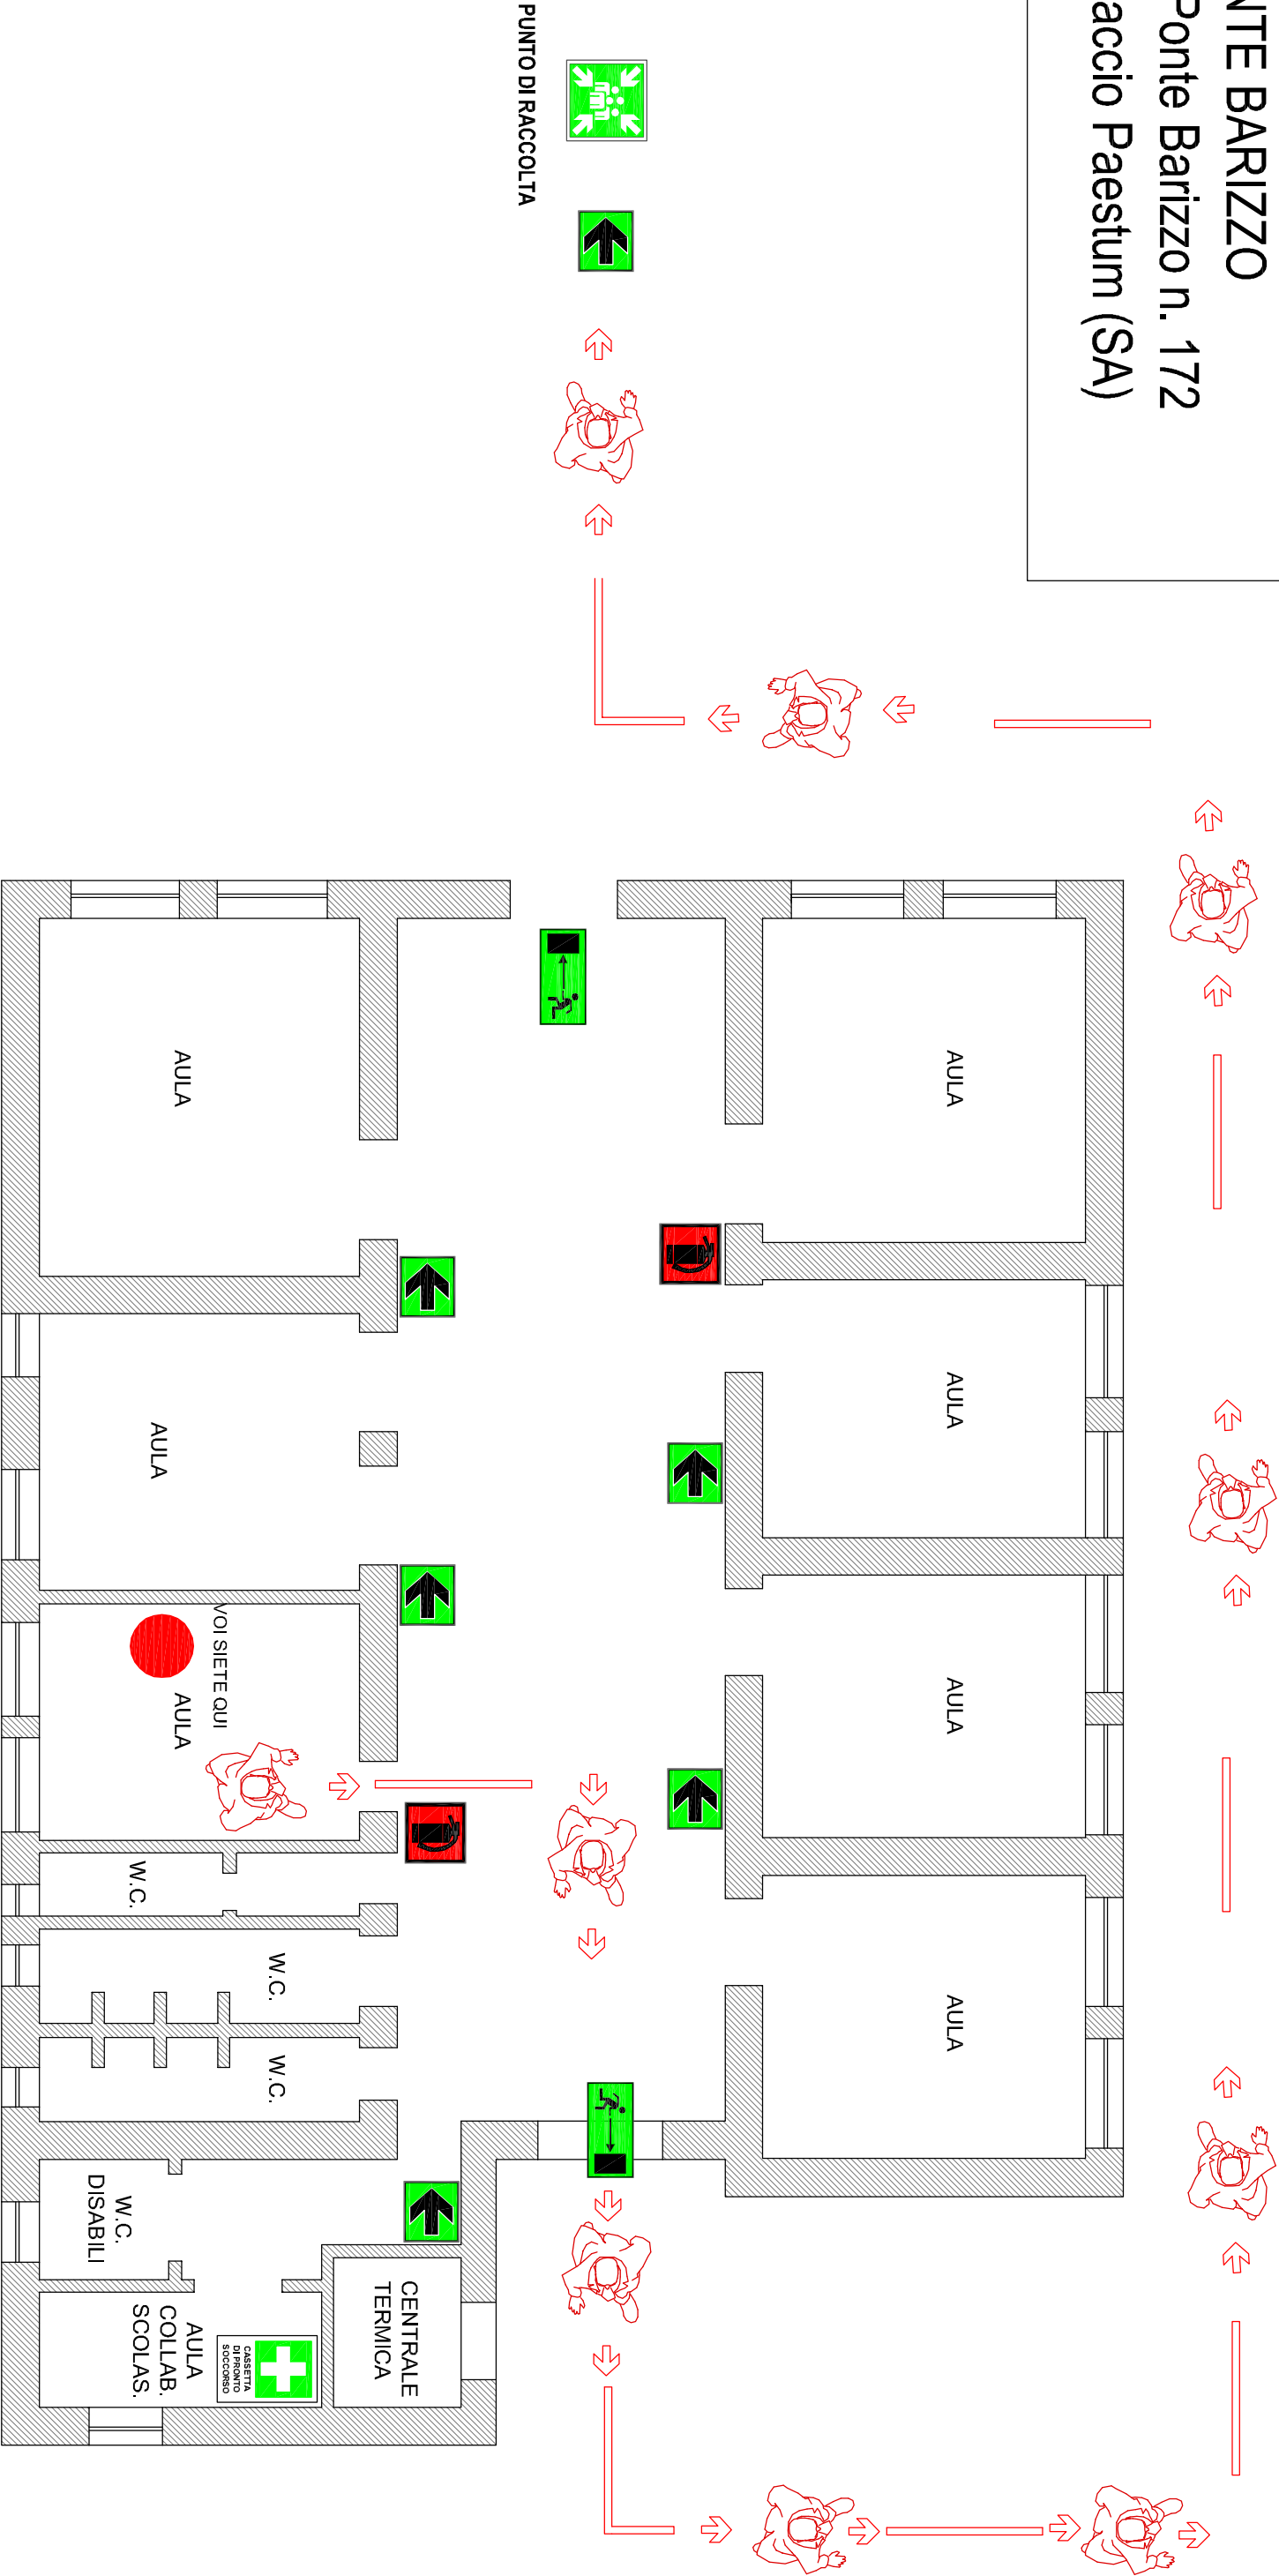 NTE BARIZZO
Ponte Barizzo n. 172
accio Paestum (SA)
PUNTO DI RACCOLTA
AULA
AULA
AULA
AULA
AULA
AULA
VOI SIETE QUI
AULA
W.C.
W.C.
W.C.
W.C.
DISABILI
CENTRALE
TERMICA
AULA
COLLAB.
SCOLAS.
CASSETTA
DI PRONTO
SOCCORSO